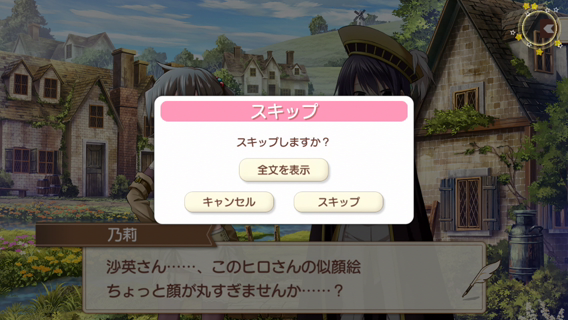 スキップ
スキップしますか？
全文を表示
キャンセル
スキップ
乃莉
沙英さん……、このヒロさんの似顔絵
ちょっと顔が丸すぎませんか……？